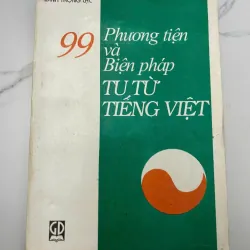 99 Phương tiện
và
Biện pháp
TU TỪ
TIẾNG VIỆT
GD